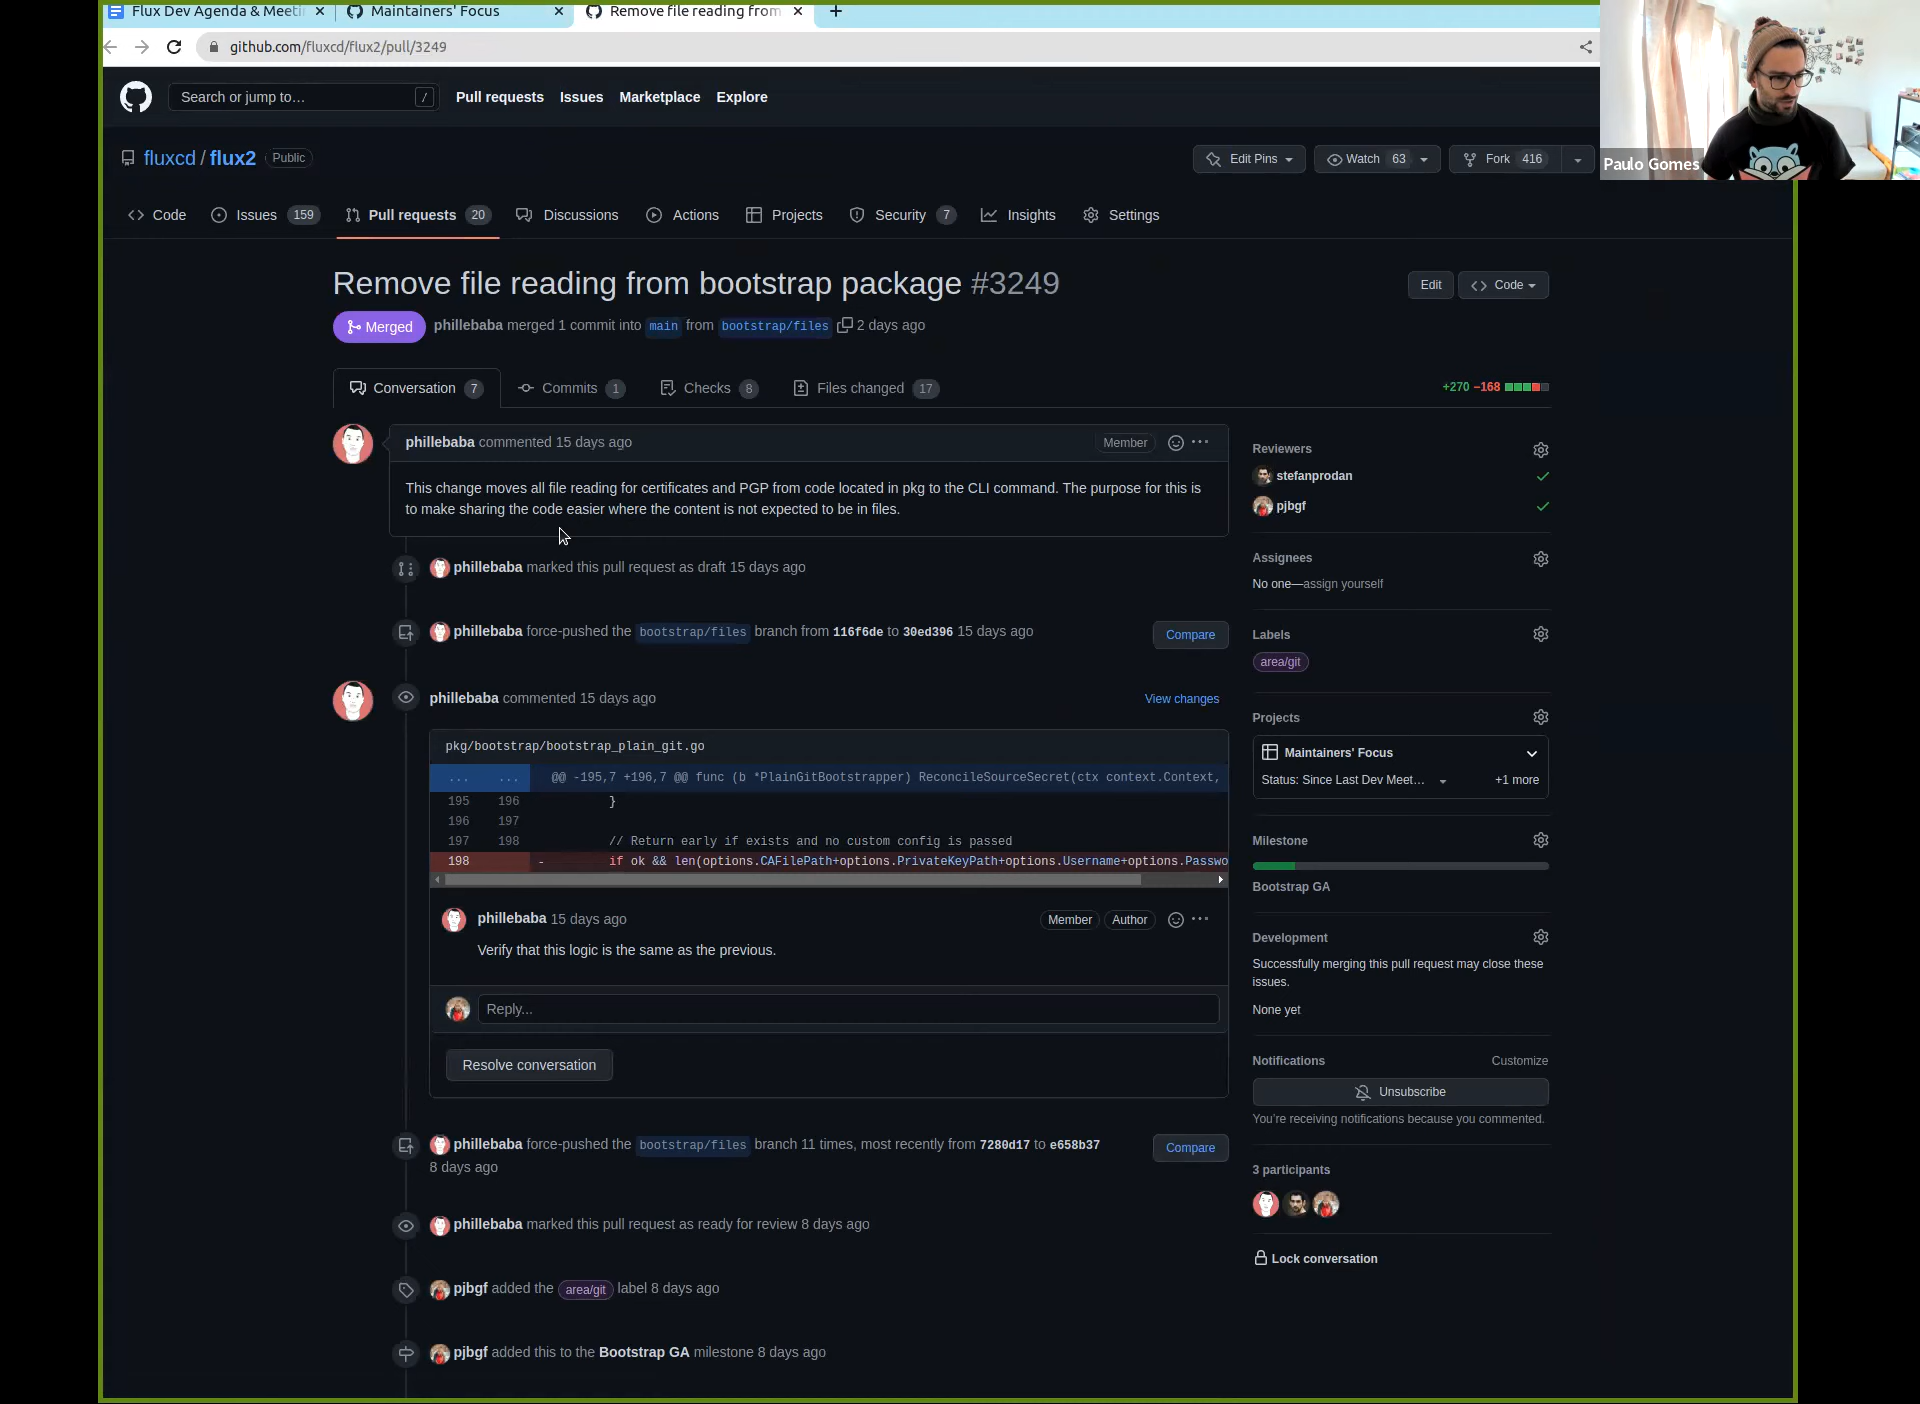 Flux Dev Agenda & Meeti
Maintainers' Focus
Remove file reading from
github.com/fluxcd/flux2/pull/3249
Search or jump to…
/
Pull requests
Issues
Marketplace
Explore
Paulo Gomes
fluxcd / flux2
Public
Edit Pins
Watch 63
Fork 416
Code
Issues 159
Pull requests 20
Discussions
Actions
Projects
Security 7
Insights
Settings
Remove file reading from bootstrap package #3249
Edit
Code
Merged
phillebaba merged 1 commit into main from bootstrap/files 2 days ago
Conversation 7
Commits 1
Checks 8
Files changed 17
+270 −168
phillebaba commented 15 days ago
Member
This change moves all file reading for certificates and PGP from code located in pkg to the CLI command. The purpose for this is
to make sharing the code easier where the content is not expected to be in files.
phillebaba marked this pull request as draft 15 days ago
phillebaba force-pushed the bootstrap/files branch from 116f6de to 30ed396 15 days ago
Compare
phillebaba commented 15 days ago
View changes
pkg/bootstrap/bootstrap_plain_git.go
... ... @@ -195,7 +196,7 @@ func (b *PlainGitBootstrapper) ReconcileSourceSecret(ctx context.Context,
195 196 }
196 197
197 198 // Return early if exists and no custom config is passed
198 - if ok && len(options.CAFilePath+options.PrivateKeyPath+options.Username+options.Passwo
phillebaba 15 days ago
Member
Author
Verify that this logic is the same as the previous.
Reply...
Resolve conversation
phillebaba force-pushed the bootstrap/files branch 11 times, most recently from 7280d17 to e658b37
8 days ago
Compare
phillebaba marked this pull request as ready for review 8 days ago
pjbgf added the area/git label 8 days ago
pjbgf added this to the Bootstrap GA milestone 8 days ago
Reviewers
stefanprodan
pjbgf
Assignees
No one—assign yourself
Labels
area/git
Projects
Maintainers' Focus
Status: Since Last Dev Meet…
+1 more
Milestone
Bootstrap GA
Development
Successfully merging this pull request may close these
issues.
None yet
Notifications
Customize
Unsubscribe
You're receiving notifications because you commented.
3 participants
Lock conversation